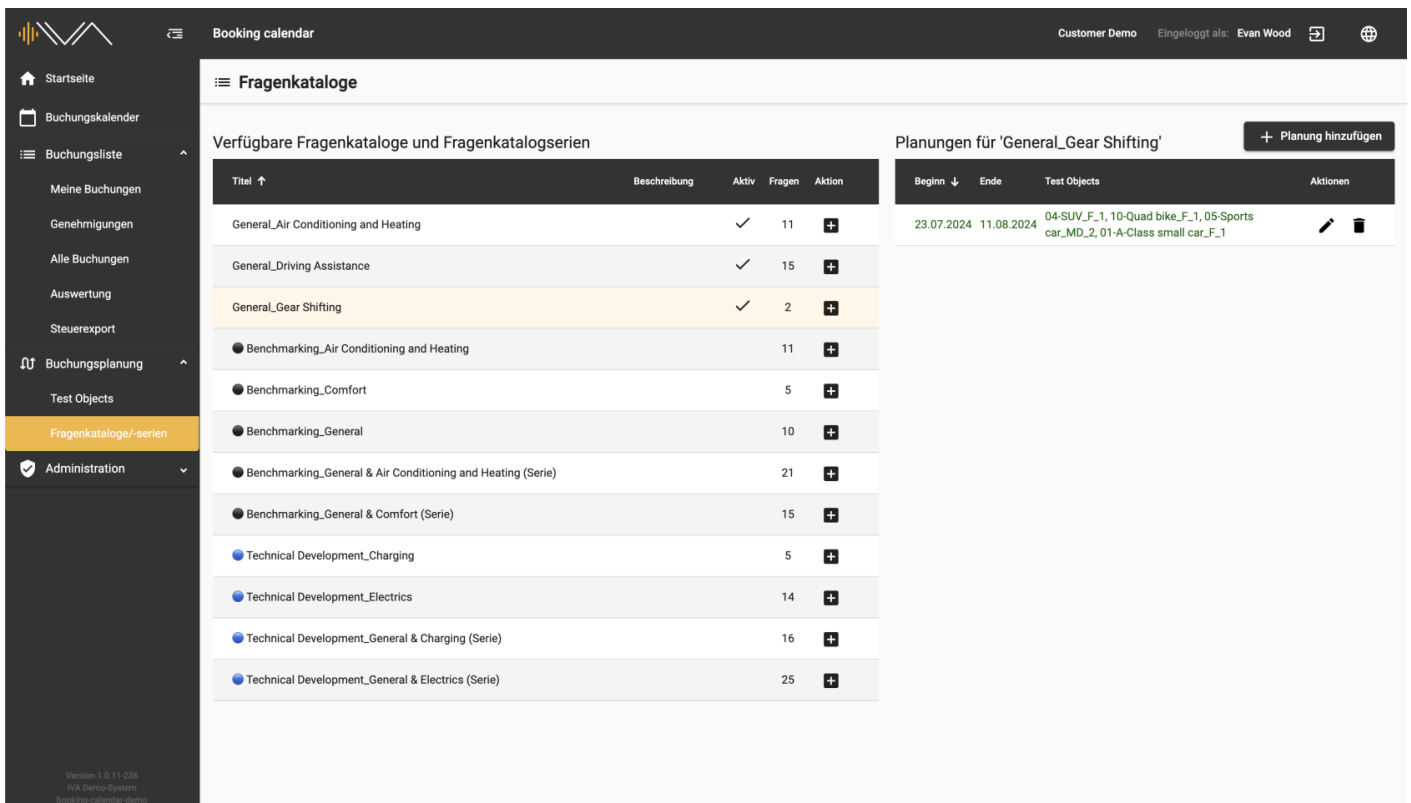 IVA
Booking calendar
Customer Demo Eingeloggt als: Evan Wood
Startseite
Buchungskalender
Buchungsliste
Meine Buchungen
Genehmigungen
Alle Buchungen
Auswertung
Steuerexport
Buchungsplanung
Test Objects
Fragenkataloge/-serien
Administration
Version 1.0.11-236
IVA Demo-System
booking-calendar-demo
Fragenkataloge
Verfügbare Fragenkataloge und Fragenkatalogserien
Titel Beschreibung Aktiv Fragen Aktion
General_Air Conditioning and Heating 11
General_Driving Assistance 15
General_Gear Shifting 2
Benchmarking_Air Conditioning and Heating 11
Benchmarking_Comfort 5
Benchmarking_General 10
Benchmarking_General & Air Conditioning and Heating (Serie) 21
Benchmarking_General & Comfort (Serie) 15
Technical Development_Charging 5
Technical Development_Electrics 14
Technical Development_General & Charging (Serie) 16
Technical Development_General & Electrics (Serie) 25
Planungen für 'General_Gear Shifting'
Planung hinzufügen
Beginn Ende Test Objects Aktionen
23.07.2024 11.08.2024 04-SUV_F_1, 10-Quad bike_F_1, 05-Sports
car_MD_2, 01-A-Class small car_F_1